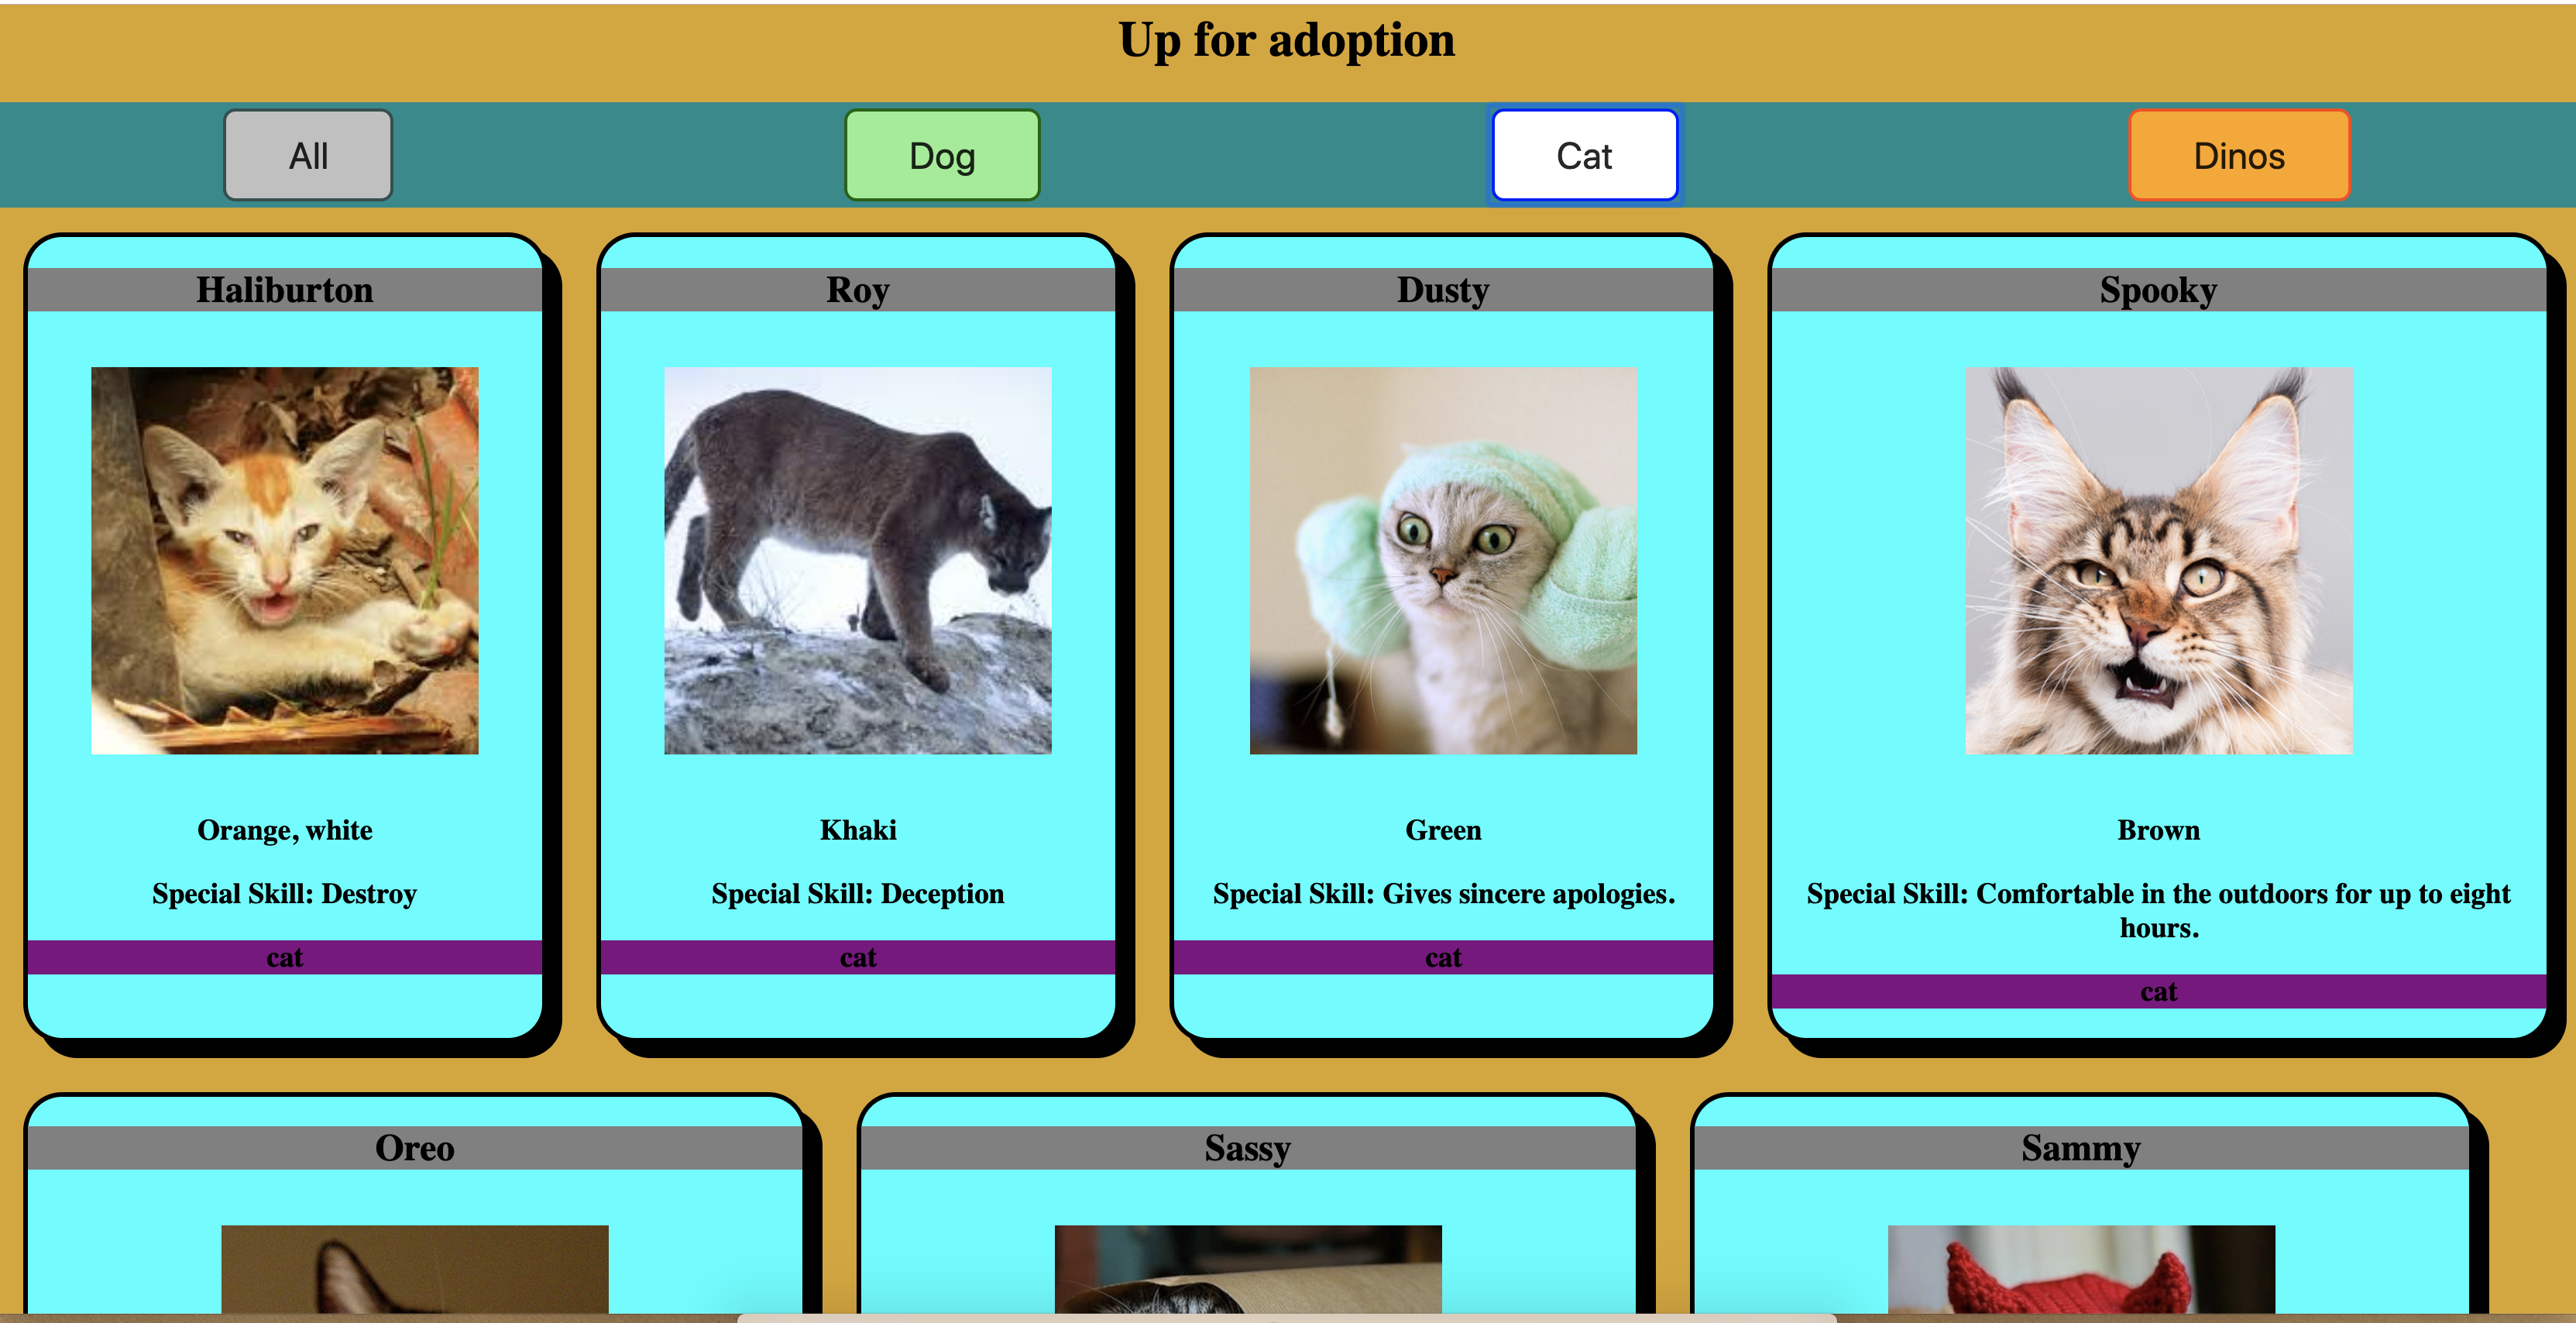 Up for adoption
All
Dog
Cat
Dinos
Haliburton
Orange, white
Special Skill: Destroy
cat
Roy
Khaki
Special Skill: Deception
cat
Dusty
Green
Special Skill: Gives sincere apologies.
cat
Spooky
Brown
Special Skill: Comfortable in the outdoors for up to eight
hours.
cat
Oreo
Sassy
Sammy